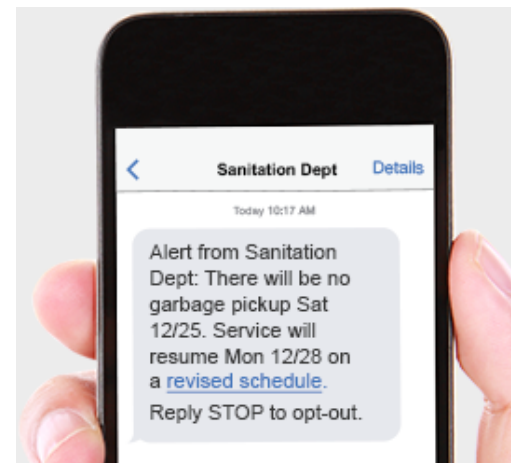 Sanitation Dept Details
Today 10:17 AM
Alert from Sanitation
Dept: There will be no
garbage pickup Sat
12/25. Service will
resume Mon 12/28 on
a revised schedule.
Reply STOP to opt-out.